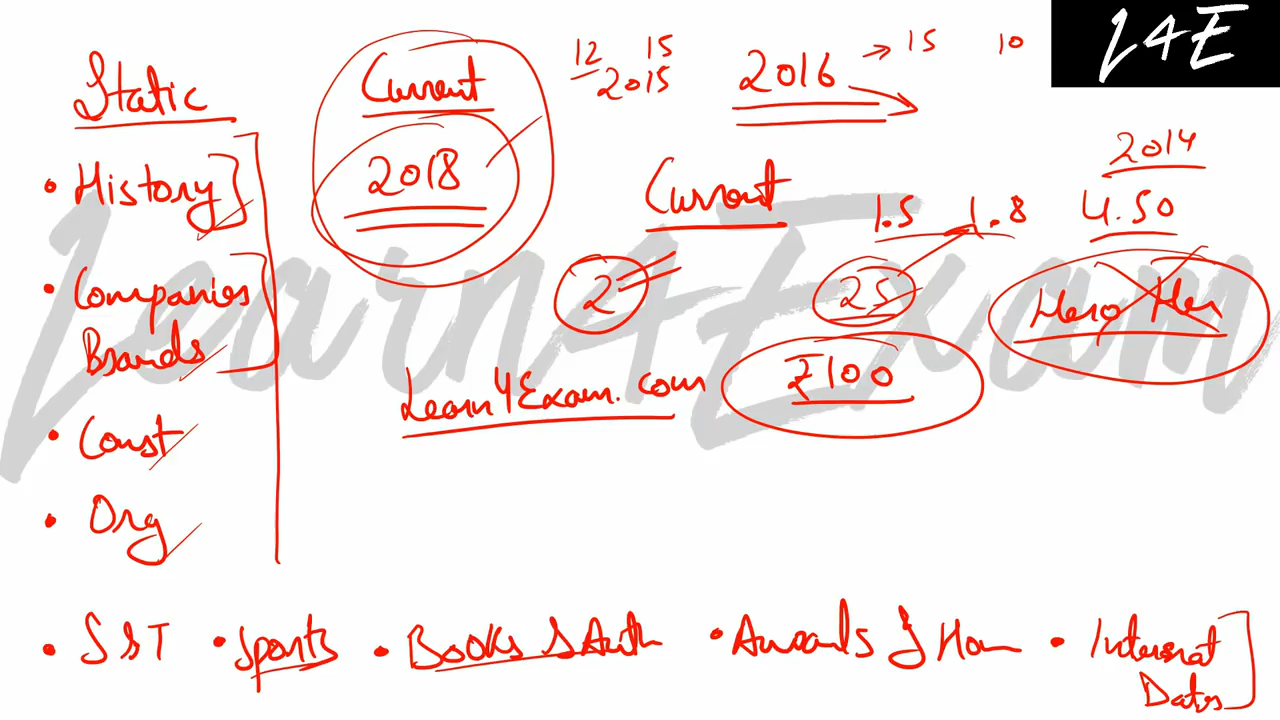 L4E
Static
• History
• Companies
Brands
• Const
• Org
Current
2018
12 15
2015
2016 → 15 10
Current
2
1.5 1.8
25
2014
4.50
Hero
Learn4Exam.com
₹100
• SST • Sports • Books & Auth • Awards & Hon • Internat
Dates
Learn4Exam